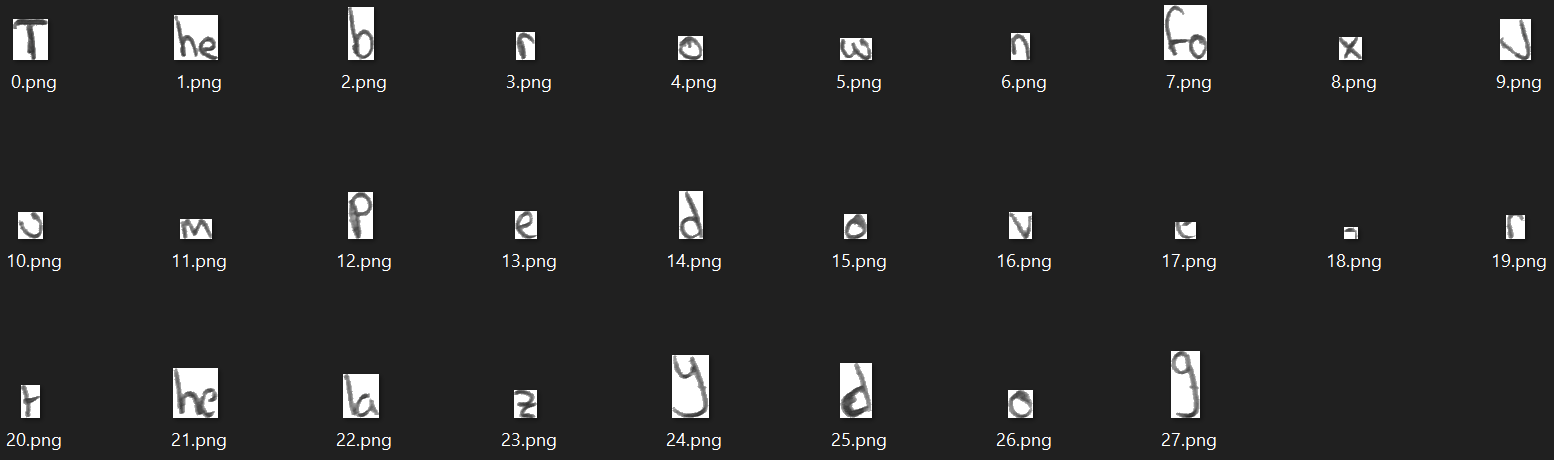 T he b r o w n fo x J
0.png 1.png 2.png 3.png 4.png 5.png 6.png 7.png 8.png 9.png
u m p e d o v e r
10.png 11.png 12.png 13.png 14.png 15.png 16.png 17.png 18.png 19.png
t he la z y d o g
20.png 21.png 22.png 23.png 24.png 25.png 26.png 27.png